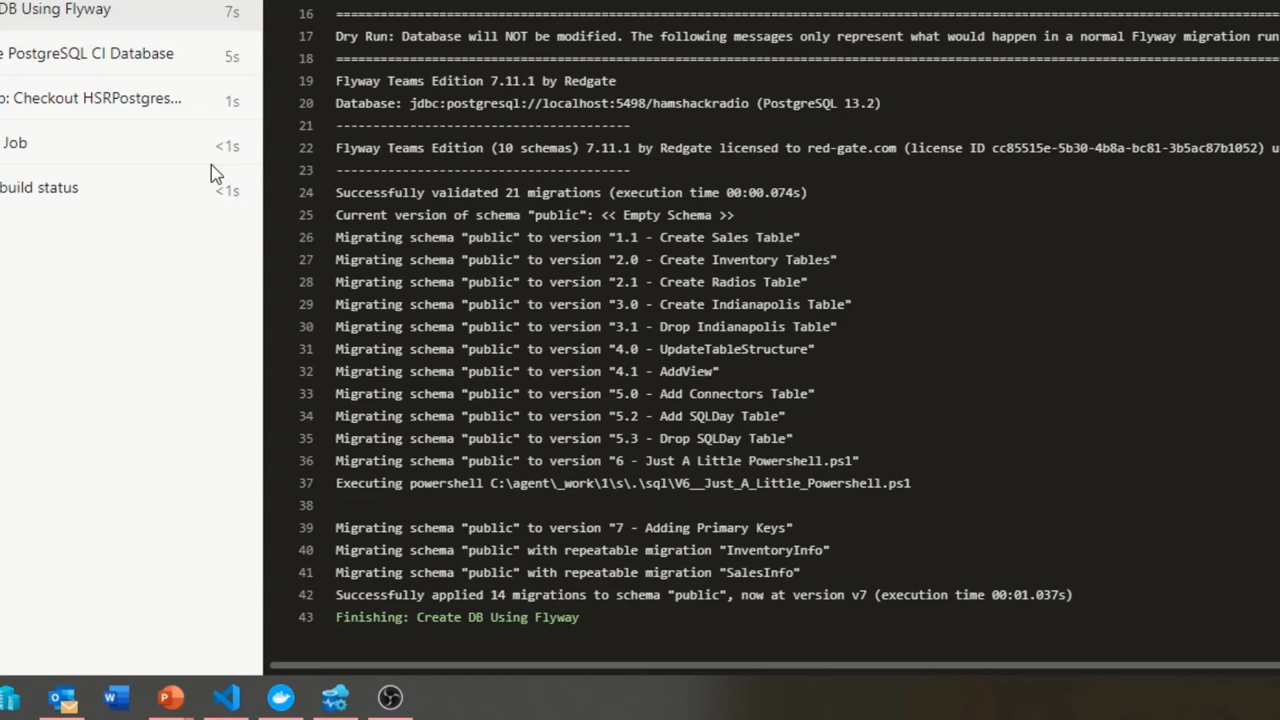 DB Using Flyway 7s
PostgreSQL CI Database 5s
: Checkout HSRPostgres... 1s
Job <1s
build status <1s
16 ================================================================
17 Dry Run: Database will NOT be modified. The following messages only represent what would happen in a normal Flyway migration run
18 ================================================================
19 Flyway Teams Edition 7.11.1 by Redgate
20 Database: jdbc:postgresql://localhost:5498/hamshackradio (PostgreSQL 13.2)
21 ----------------------------------------
22 Flyway Teams Edition (10 schemas) 7.11.1 by Redgate licensed to red-gate.com (license ID cc85515e-5b30-4b8a-bc81-3b5ac87b1052) u
23 ----------------------------------------
24 Successfully validated 21 migrations (execution time 00:00.074s)
25 Current version of schema "public": << Empty Schema >>
26 Migrating schema "public" to version "1.1 - Create Sales Table"
27 Migrating schema "public" to version "2.0 - Create Inventory Tables"
28 Migrating schema "public" to version "2.1 - Create Radios Table"
29 Migrating schema "public" to version "3.0 - Create Indianapolis Table"
30 Migrating schema "public" to version "3.1 - Drop Indianapolis Table"
31 Migrating schema "public" to version "4.0 - UpdateTableStructure"
32 Migrating schema "public" to version "4.1 - AddView"
33 Migrating schema "public" to version "5.0 - Add Connectors Table"
34 Migrating schema "public" to version "5.2 - Add SQLDay Table"
35 Migrating schema "public" to version "5.3 - Drop SQLDay Table"
36 Migrating schema "public" to version "6 - Just A Little Powershell.ps1"
37 Executing powershell C:\agent\_work\1\s\.\sql\V6__Just_A_Little_Powershell.ps1
38
39 Migrating schema "public" to version "7 - Adding Primary Keys"
40 Migrating schema "public" with repeatable migration "InventoryInfo"
41 Migrating schema "public" with repeatable migration "SalesInfo"
42 Successfully applied 14 migrations to schema "public", now at version v7 (execution time 00:01.037s)
43 Finishing: Create DB Using Flyway